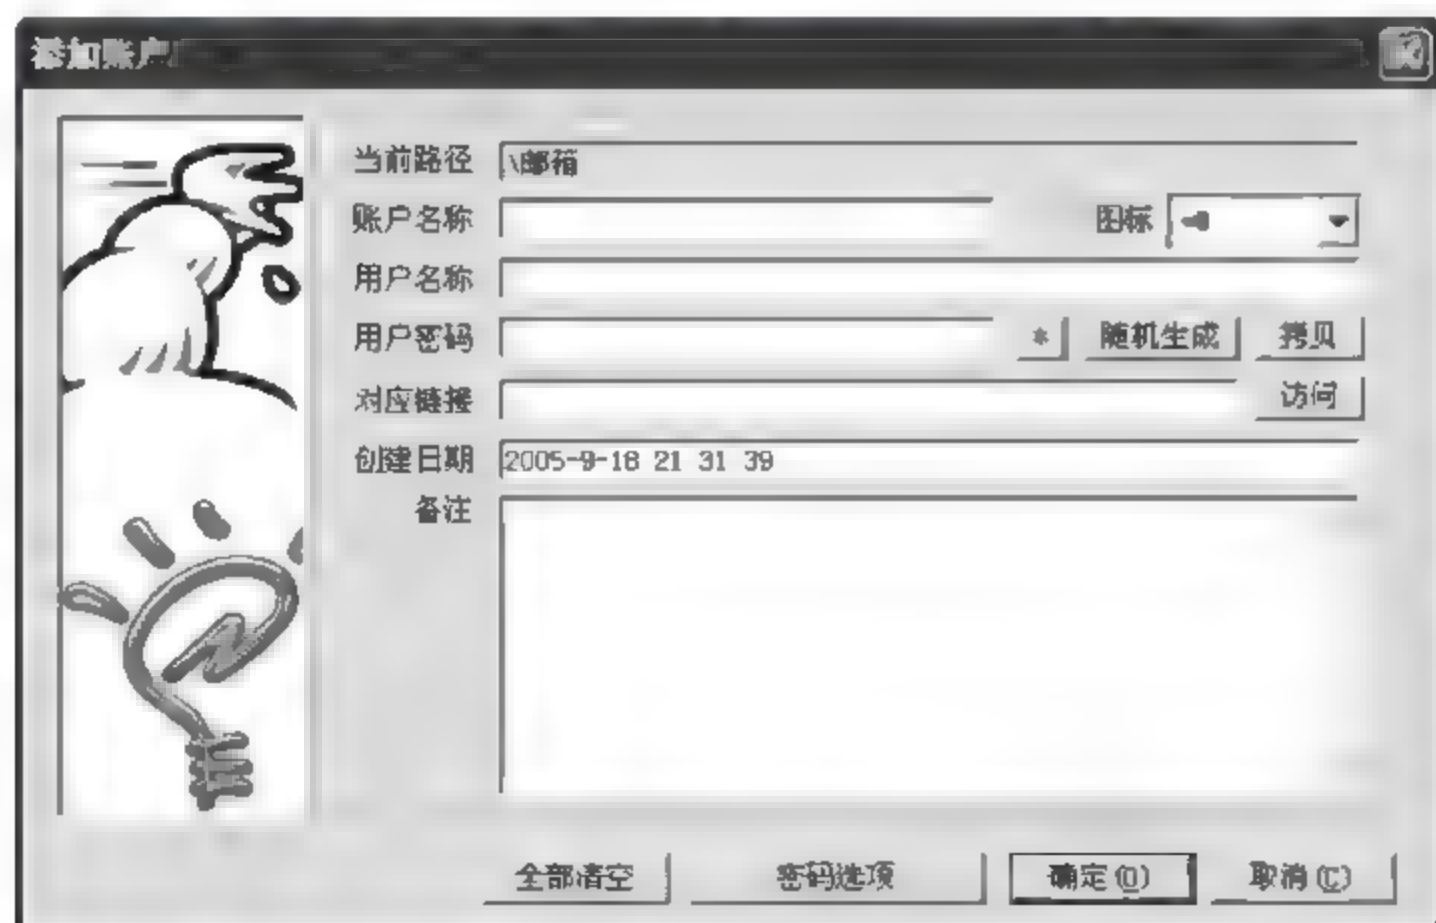 添加账户
当前路径 \邮箱
账户名称 图标
用户名称
用户密码 * 随机生成 拷贝
对应链接 访问
创建日期 2005-9-18 21 31 39
备注
全部清空 密码选项 确定(O) 取消(C)